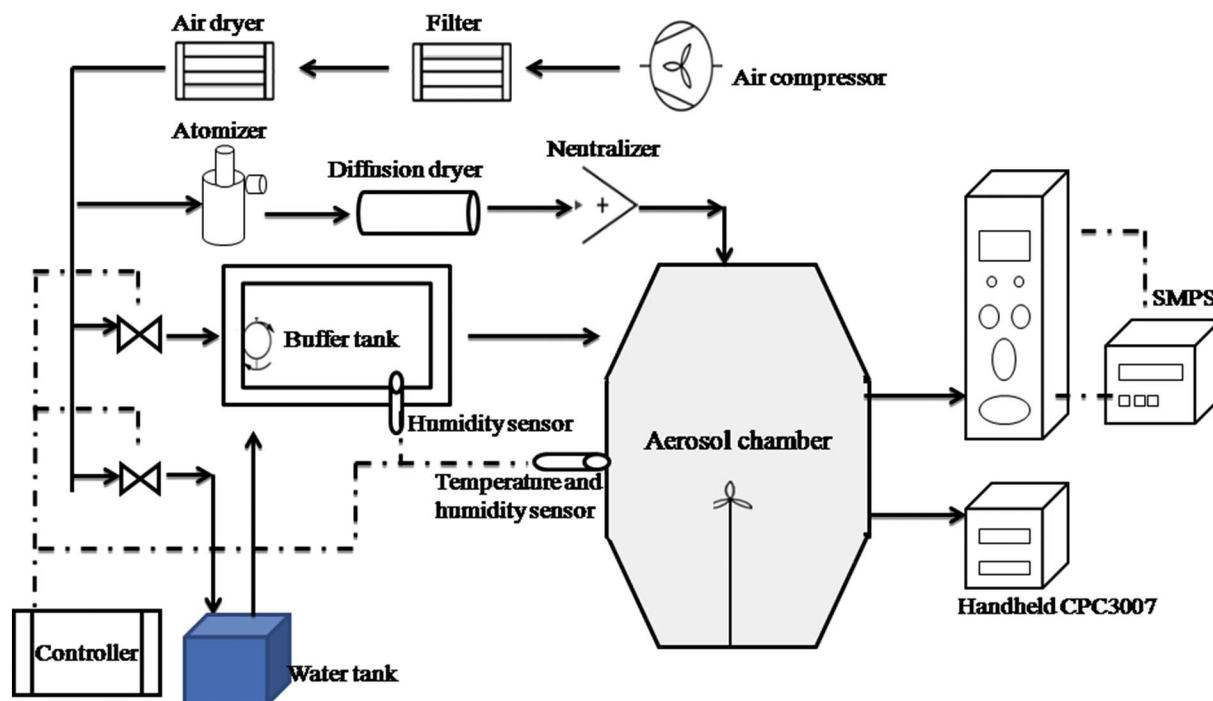 Air dryer
Filter
Air compressor
Atomizer
Diffusion dryer
Neutralizer
+
SMPS
Buffer tank
Humidity sensor
Aerosol chamber
Temperature and
humidity sensor
Handheld CPC3007
Controller
Water tank